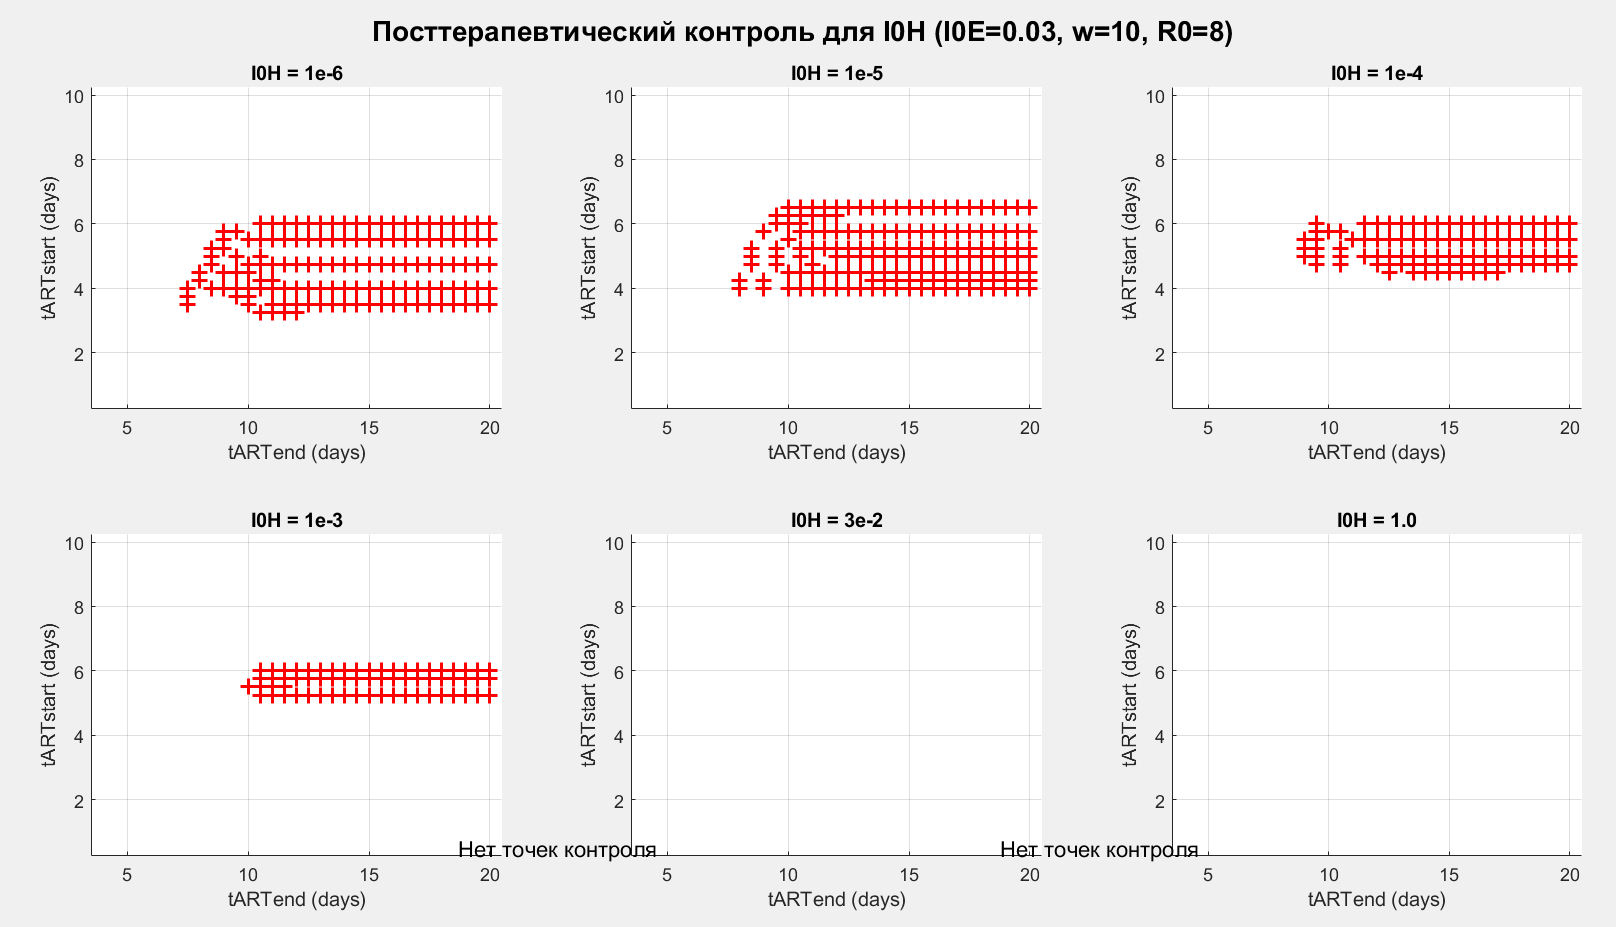 Посттерапевтический контроль для I0H (I0E=0.03, w=10, R0=8)
I0H = 1e-6
10
8
6
4
2
tARTstart (days)
5 10 15 20
tARTend (days)
I0H = 1e-5
10
8
6
4
2
tARTstart (days)
5 10 15 20
tARTend (days)
I0H = 1e-4
10
8
6
4
2
tARTstart (days)
5 10 15 20
tARTend (days)
I0H = 1e-3
10
8
6
4
2
tARTstart (days)
5 10 15 20
tARTend (days)
I0H = 3e-2
10
8
6
4
2
tARTstart (days)
Нет точек контроля
5 10 15 20
tARTend (days)
I0H = 1.0
10
8
6
4
2
tARTstart (days)
Нет точек контроля
5 10 15 20
tARTend (days)